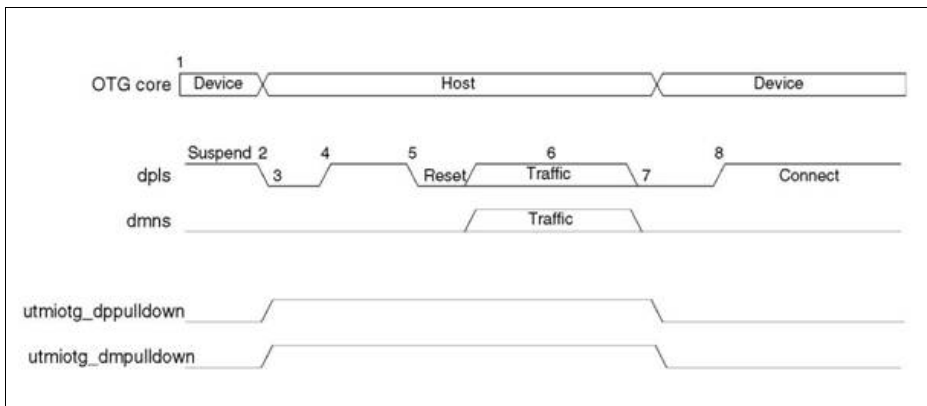 1
OTG core Device Host Device
Suspend 2 4 5 6 8
dpls 3 Reset Traffic 7 Connect
dmns Traffic
utmiotg_dppulldown
utmiotg_dmpulldown